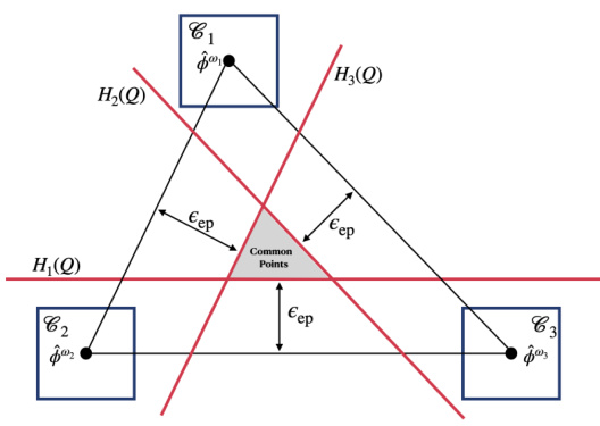 𝒞₁
ϕ̂^ω₁
H₂(Q)
H₃(Q)
ϵₑₚ
ϵₑₚ
Common
Points
H₁(Q)
ϵₑₚ
𝒞₂
ϕ̂^ω₂
𝒞₃
ϕ̂^ω₃